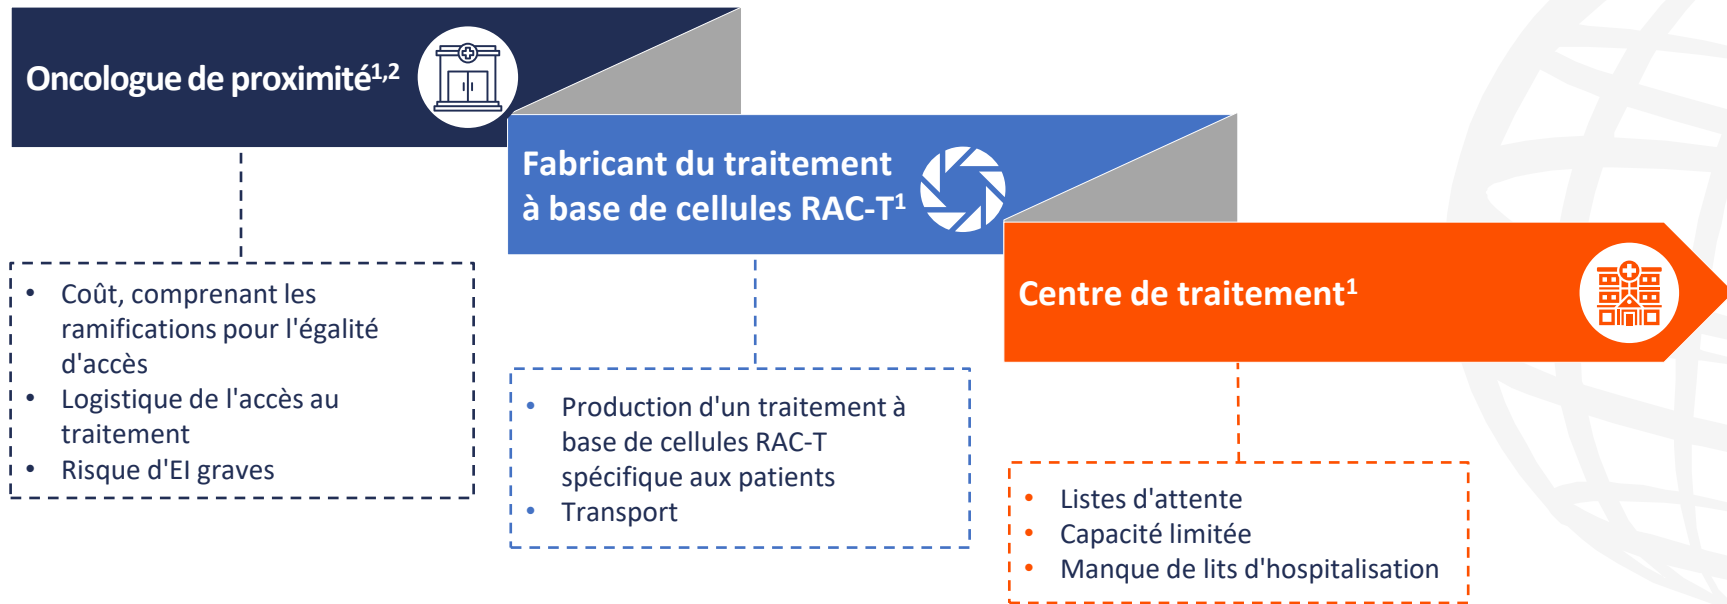 Oncologue de proximité1,2
Fabricant du traitement
à base de cellules RAC-T1
Centre de traitement1
• Coût, comprenant les
ramifications pour l'égalité
d'accès
• Logistique de l'accès au
traitement
• Risque d'EI graves
• Production d'un traitement à
base de cellules RAC-T
spécifique aux patients
• Transport
• Listes d'attente
• Capacité limitée
• Manque de lits d'hospitalisation